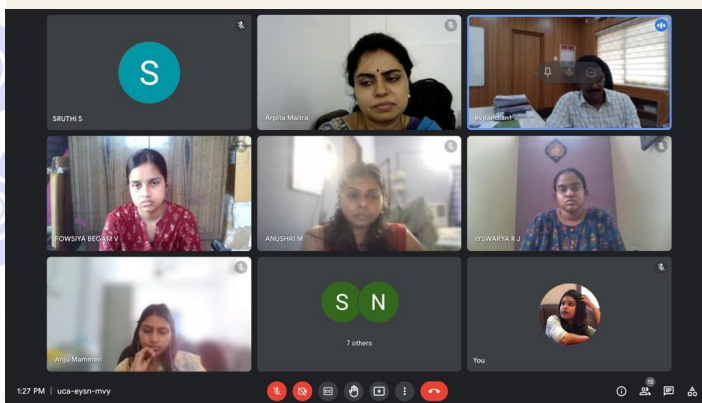 S
SRUTHI S
Arpita Maitra
kvpandian1
FOWSIYA BEGAM V
ANUSHRI M
IYSWARYA R J
Anju Mammen
S N
7 others
You
1:27 PM | uca-eysn-mvy
CC
15